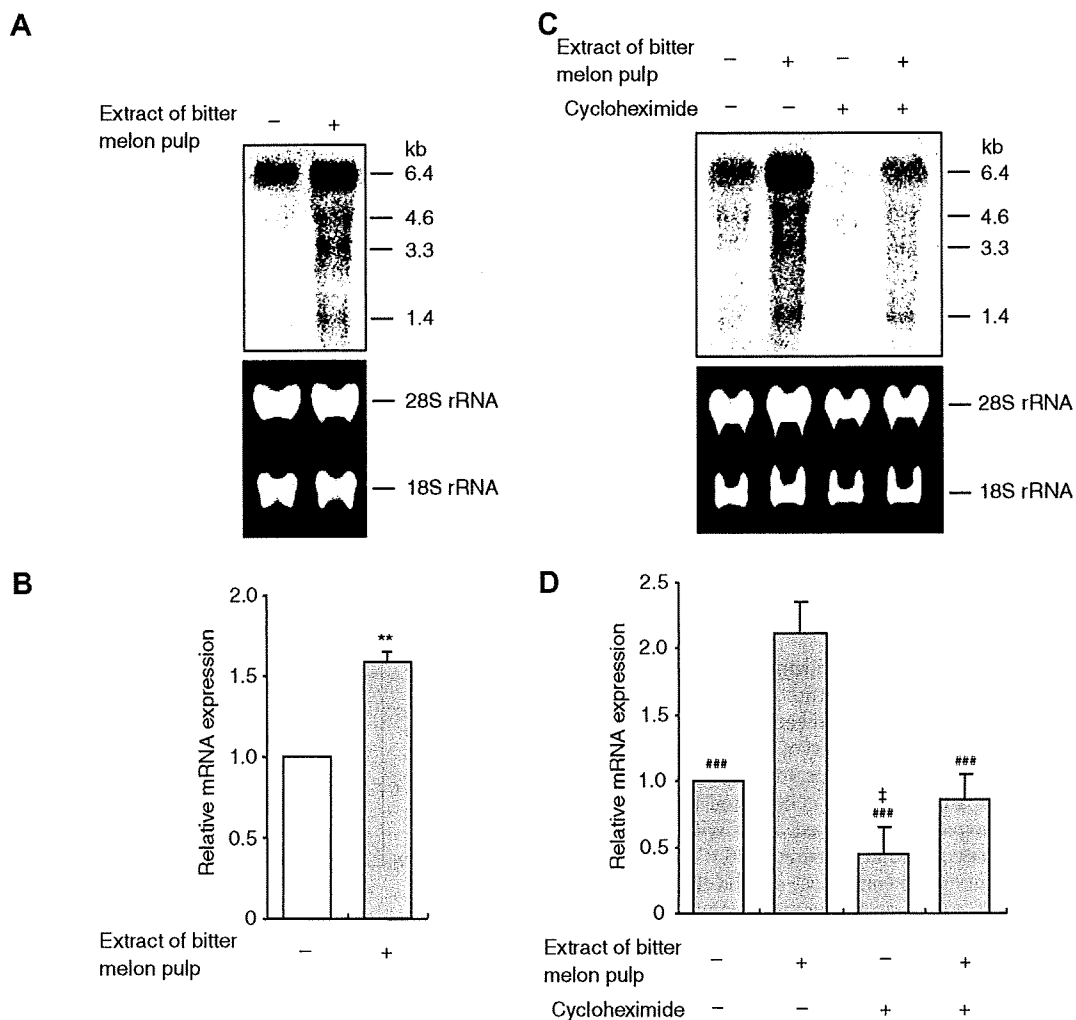 A
Extract of bitter
melon pulp
− +
kb
6.4
4.6
3.3
1.4
28S rRNA
18S rRNA
B
Relative mRNA expression
2.0
1.5
1.0
0.5
0
**
Extract of bitter
melon pulp
− +
C
Extract of bitter
melon pulp
− + − +
Cycloheximide
− − + +
kb
6.4
4.6
3.3
1.4
28S rRNA
18S rRNA
D
Relative mRNA expression
2.5
2.0
1.5
1.0
0.5
0
###
‡
###
###
Extract of bitter
melon pulp
− + − +
Cycloheximide
− − + +